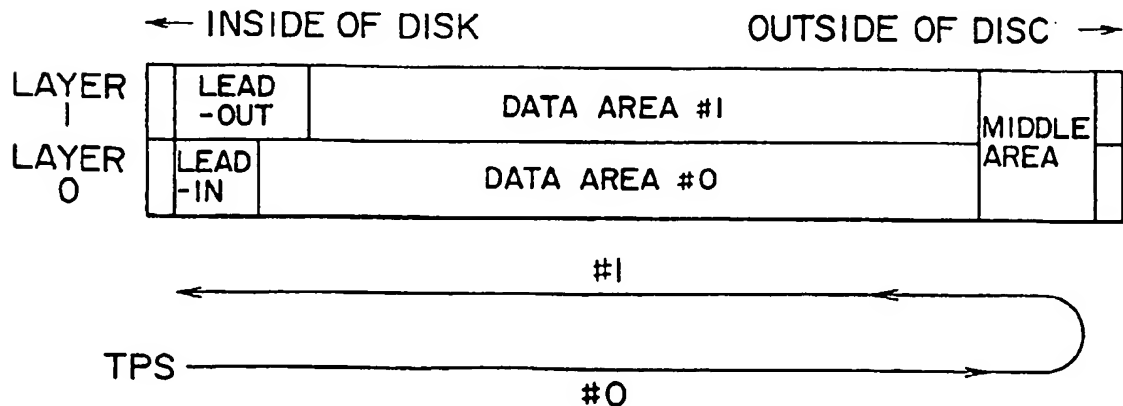 ← INSIDE OF DISK OUTSIDE OF DISC →
LAYER
1
LEAD
-OUT
DATA AREA #1
MIDDLE
AREA
LAYER
0
LEAD
-IN
DATA AREA #0
#1
TPS
#0